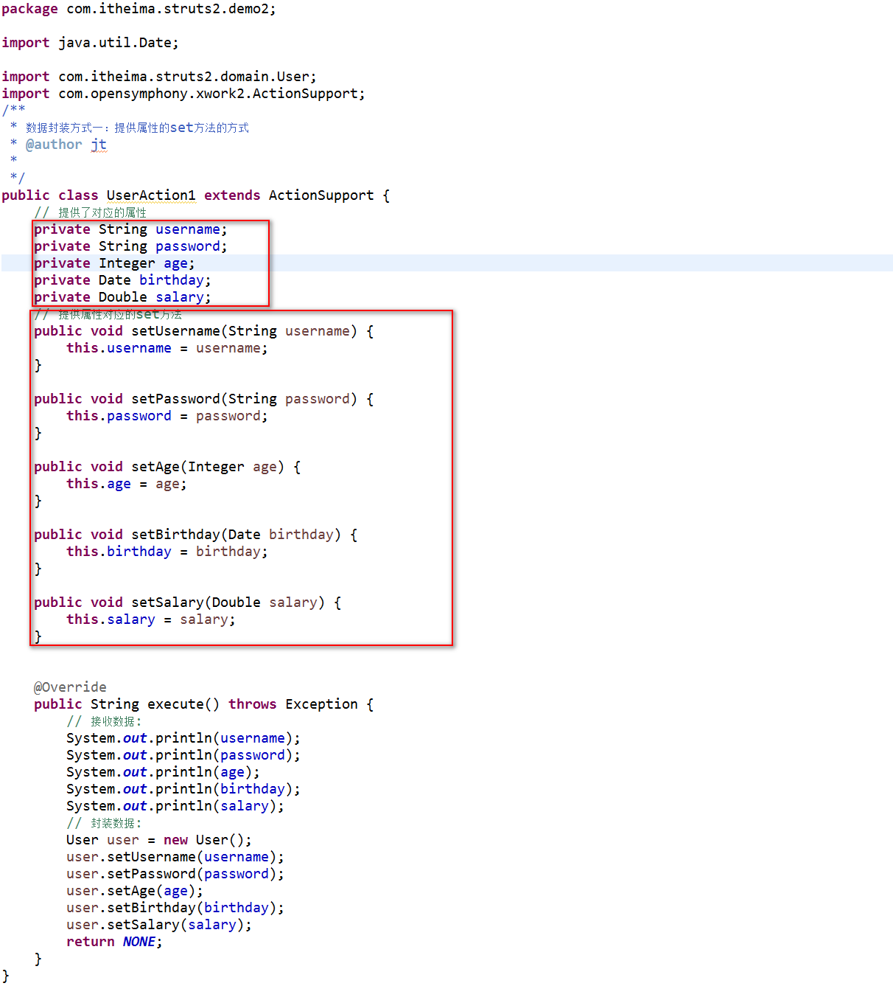 package com.itheima.struts2.demo2;
import java.util.Date;
import com.itheima.struts2.domain.User;
import com.opensymphony.xwork2.ActionSupport;
/**
 * 数据封装方式一：提供属性的set方法的方式
 * @author jt
 *
 */
public class UserAction1 extends ActionSupport {
    // 提供了对应的属性
    private String username;
    private String password;
    private Integer age;
    private Date birthday;
    private Double salary;
    // 提供属性对应的set方法
    public void setUsername(String username) {
        this.username = username;
    }
    public void setPassword(String password) {
        this.password = password;
    }
    public void setAge(Integer age) {
        this.age = age;
    }
    public void setBirthday(Date birthday) {
        this.birthday = birthday;
    }
    public void setSalary(Double salary) {
        this.salary = salary;
    }
    @Override
    public String execute() throws Exception {
        // 接收数据:
        System.out.println(username);
        System.out.println(password);
        System.out.println(age);
        System.out.println(birthday);
        System.out.println(salary);
        // 封装数据:
        User user = new User();
        user.setUsername(username);
        user.setPassword(password);
        user.setAge(age);
        user.setBirthday(birthday);
        user.setSalary(salary);
        return NONE;
    }
}